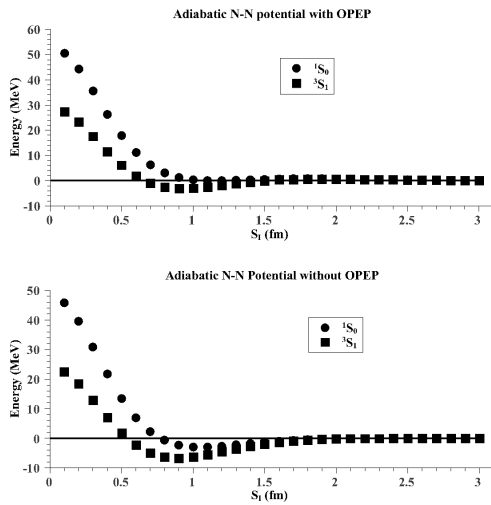 Adiabatic N-N potential with OPEP
60
50
40
30
20
10
0
-10
Energy (MeV)
¹S₀
³S₁
0
0.5
1
1.5
2
2.5
3
S_I (fm)
Adiabatic N-N Potential without OPEP
50
40
30
20
10
0
-10
Energy (MeV)
¹S₀
³S₁
0
0.5
1
1.5
2
2.5
3
S_I (fm)